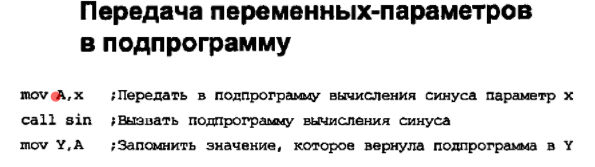 Передача переменных-параметров
в подпрограмму
mov A,x ;Передать в подпрограмму вычисления синуса параметр x
call sin ;Вызвать подпрограмму вычисления синуса
mov Y,A ;Запомнить значение, которое вернула подпрограмма в Y